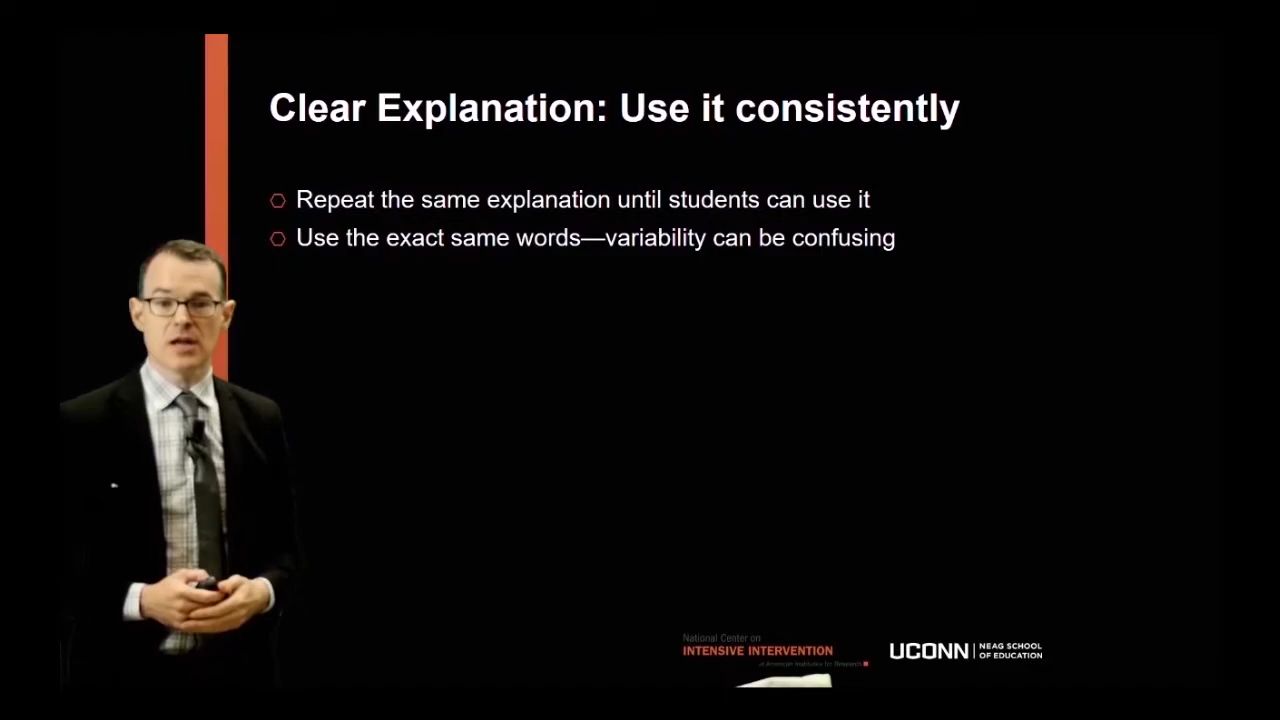 Clear Explanation: Use it consistently
Repeat the same explanation until students can use it
Use the exact same words—variability can be confusing
National Center on
INTENSIVE INTERVENTION
at American Institutes for Research
UCONN
NEAG SCHOOL
OF EDUCATION